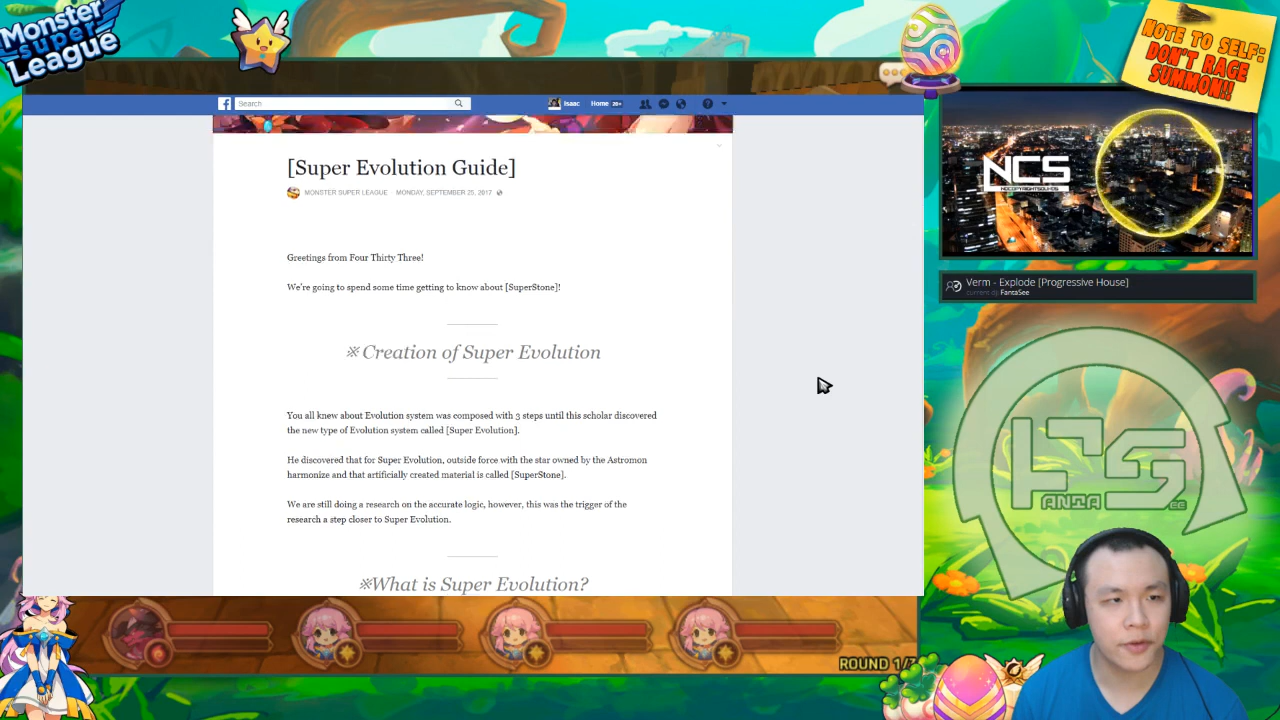 Monster
Super
League
NOTE TO SELF:
DON'T RAGE
SUMMON!!
Search
Isaac
Home 20+
[Super Evolution Guide]
MONSTER SUPER LEAGUE MONDAY, SEPTEMBER 25, 2017
Greetings from Four Thirty Three!
We're going to spend some time getting to know about [SuperStone]!
※ Creation of Super Evolution
You all knew about Evolution system was composed with 3 steps until this scholar discovered
the new type of Evolution system called [Super Evolution].
He discovered that for Super Evolution, outside force with the star owned by the Astromon
harmonize and that artificially created material is called [SuperStone].
We are still doing a research on the accurate logic, however, this was the trigger of the
research a step closer to Super Evolution.
※What is Super Evolution?
NCS
NOCOPYRIGHTSOUNDS
Verm - Explode [Progressive House]
FantaSee
FANTA
SEE
ROUND 1/